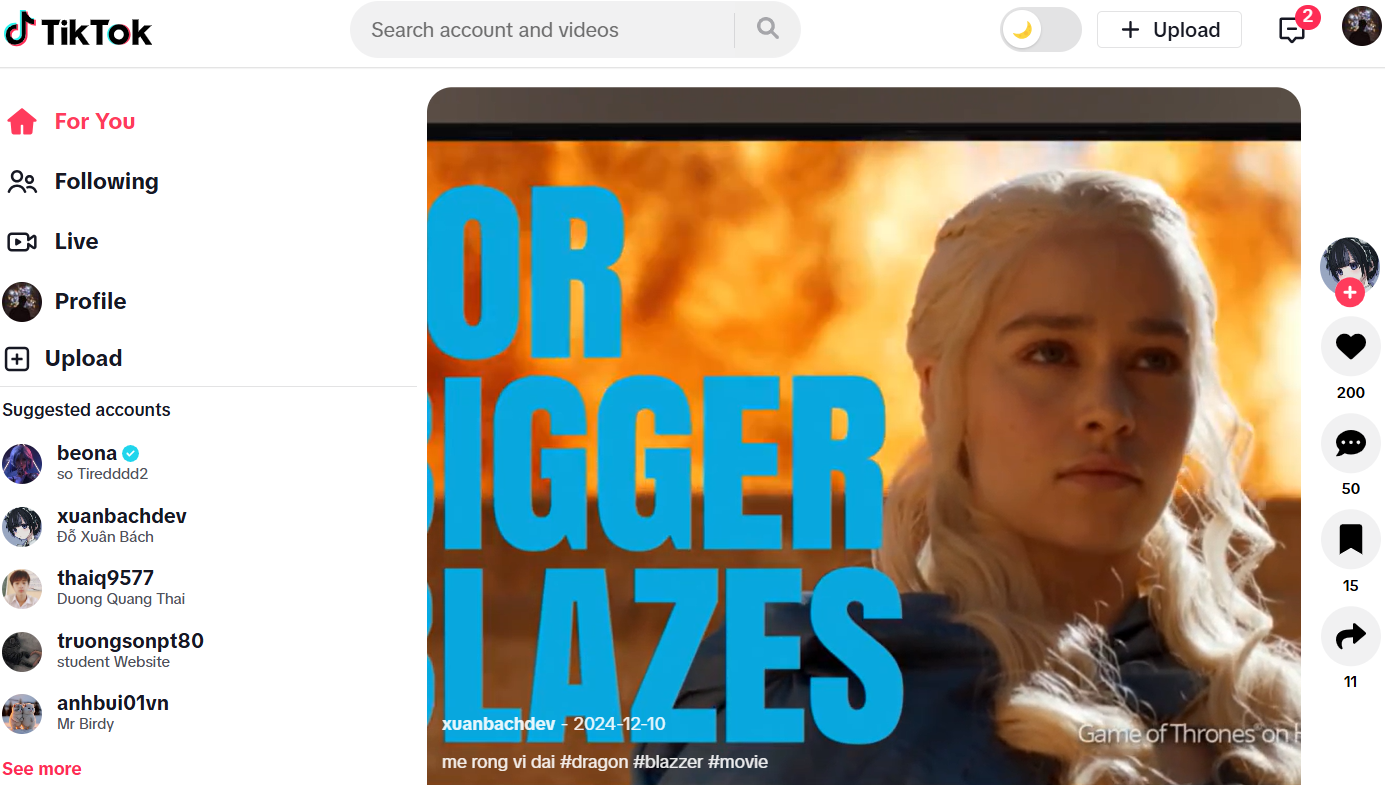 TikTok
Search account and videos
Upload
2
For You
Following
Live
Profile
Upload
Suggested accounts
beona
so Tiredddd2
xuanbachdev
Đỗ Xuân Bách
thaiq9577
Duong Quang Thai
truongsonpt80
student Website
anhbui01vn
Mr Birdy
See more
OR
IGGER
LAZES
xuanbachdev - 2024-12-10
Game of Thrones on H
me rong vi dai #dragon #blazzer #movie
200
50
15
11